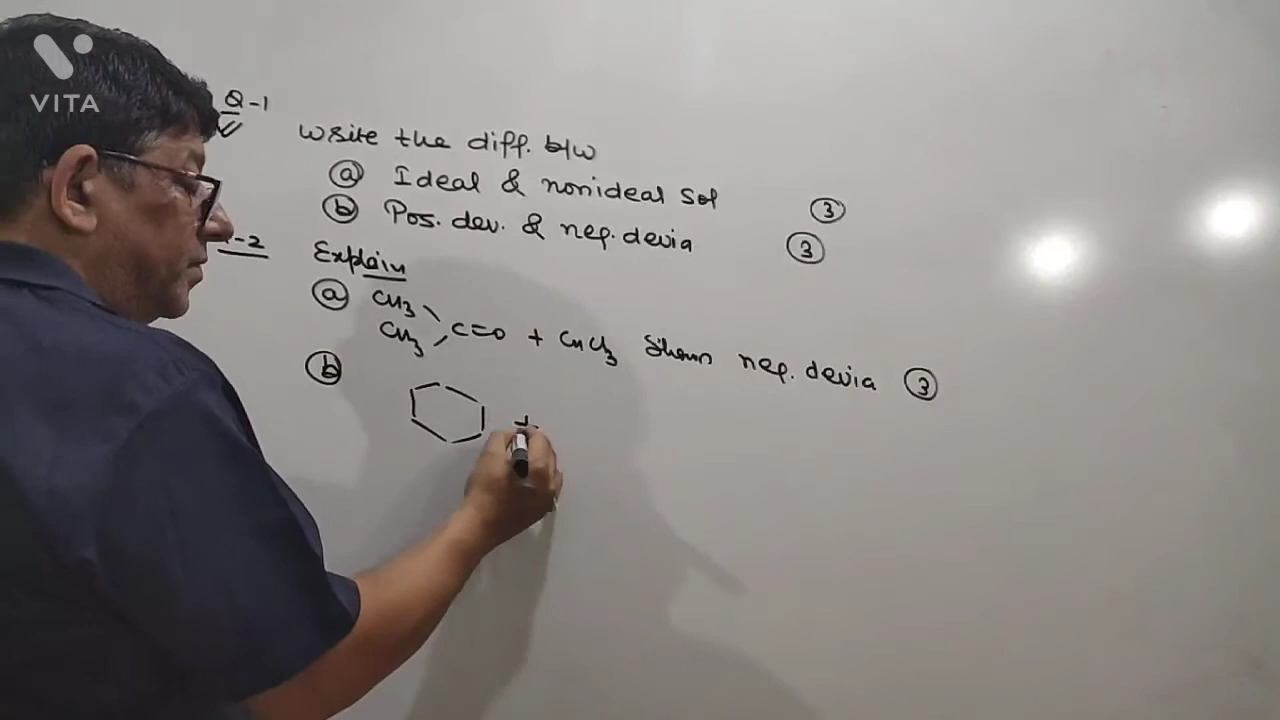 VITA
Q-1
Write the diff. b/w
ⓐ Ideal & nonideal sol
③
ⓑ Pos. dev. & neg. devia
③
-2
Explain
ⓐ CH3
CH3 C=O + CHCl3 Shows neg. devia ③
ⓑ +